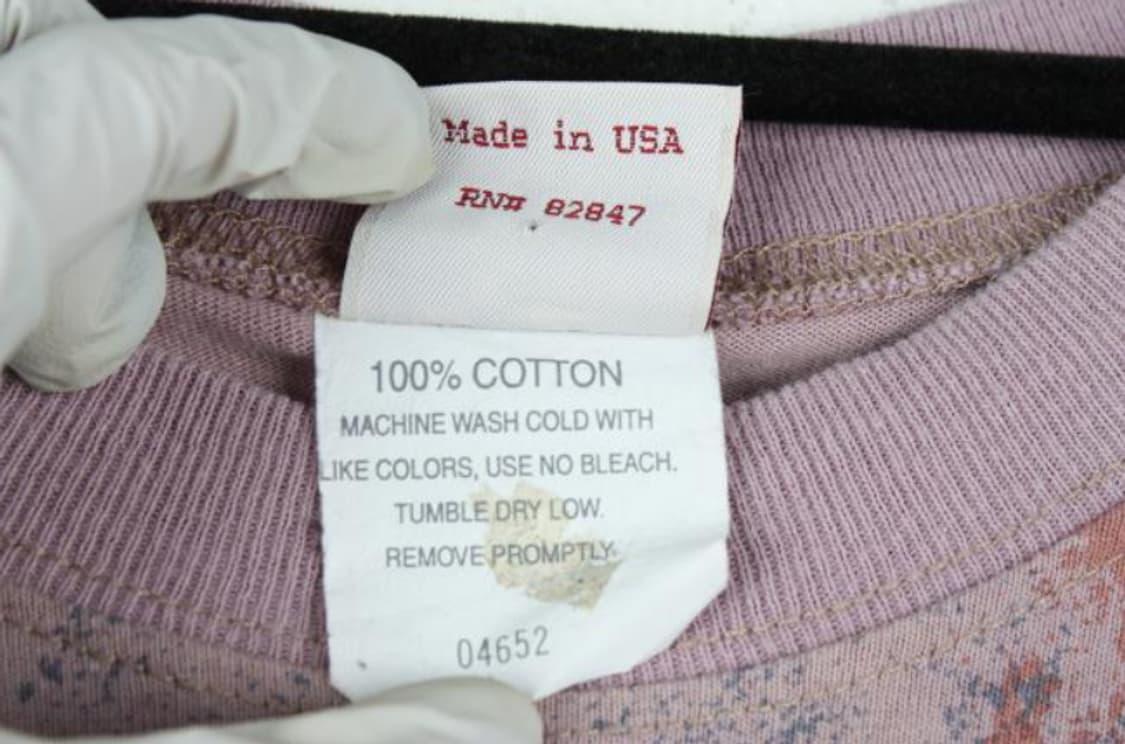 Made in USA
RN# 82847
100% COTTON
MACHINE WASH COLD WITH
LIKE COLORS, USE NO BLEACH.
TUMBLE DRY LOW.
REMOVE PROMPTLY.
04652